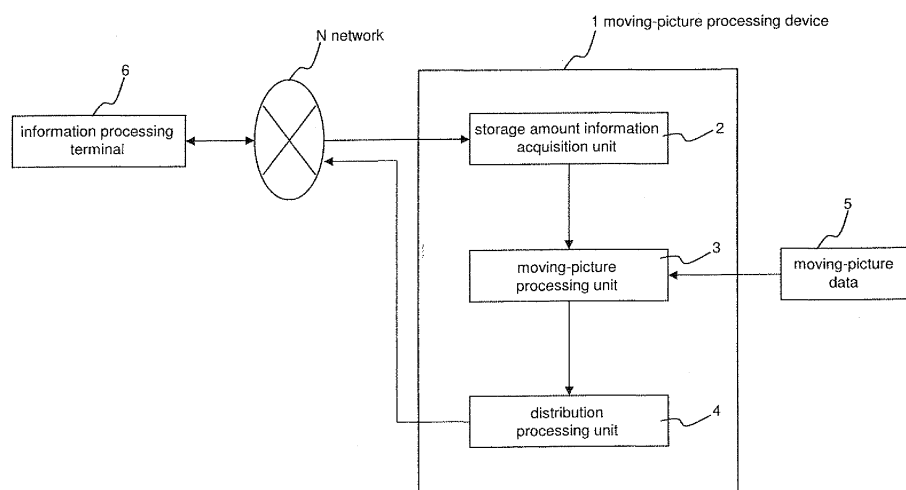 1 moving-picture processing device
N network
6
information processing
terminal
storage amount information
acquisition unit
2
moving-picture
processing unit
3
5
moving-picture
data
distribution
processing unit
4